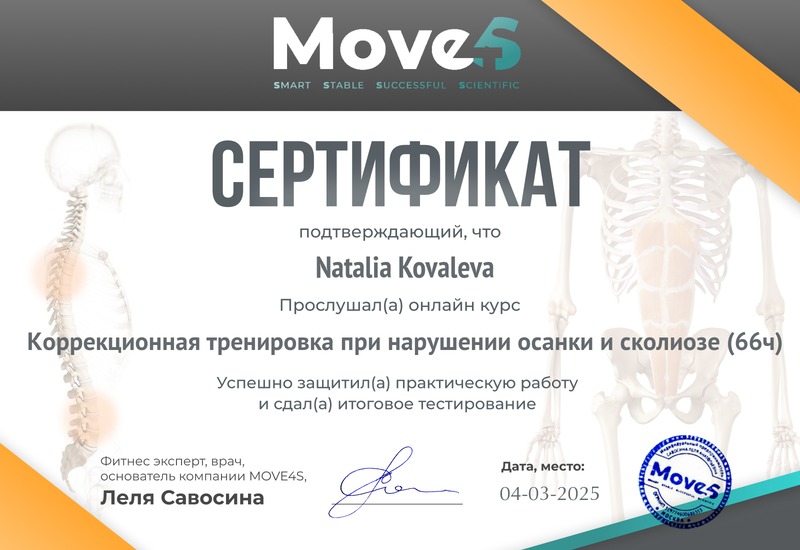 Move4S
SMART STABLE SUCCESSFUL SCIENTIFIC
СЕРТИФИКАТ
подтверждающий, что
Natalia Kovaleva
Прослушал(а) онлайн курс
Коррекционная тренировка при нарушении осанки и сколиозе (66ч)
Успешно защитил(а) практическую работу
и сдал(а) итоговое тестирование
Фитнес эксперт, врач,
основатель компании MOVE4S,
Леля Савосина
Дата, место:
04-03-2025
Move4S